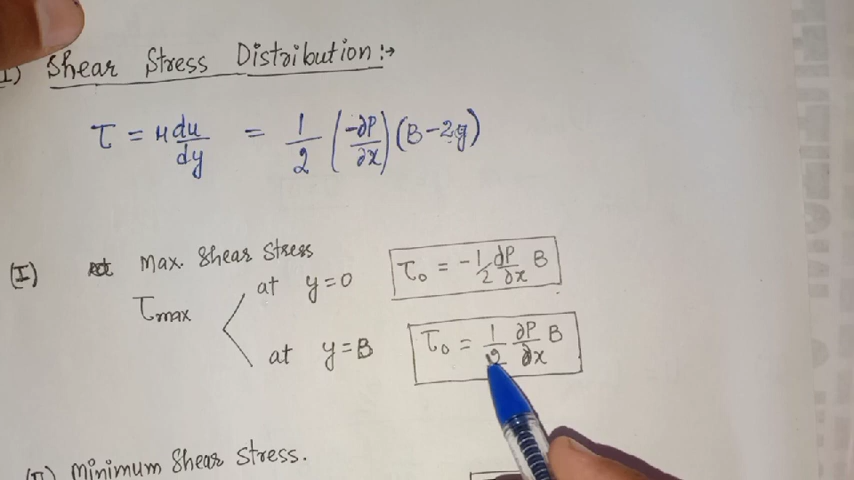 I) Shear Stress Distribution :→
τ = μ du/dy = 1/2 (-∂P/∂x) (B - 2y)
(I) Max. Shear Stress
τmax at y=0 τ₀ = -1/2 ∂P/∂x B
at y=B τ₀ = 1/2 ∂P/∂x B
(II) Minimum Shear Stress.